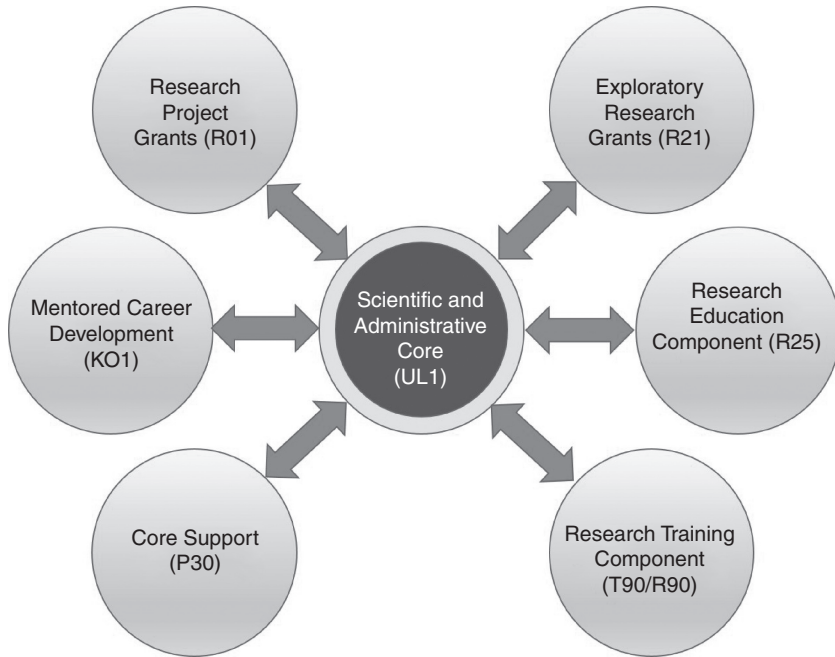 Research
Project
Grants (R01)
Exploratory
Research
Grants (R21)
Mentored Career
Development
(KO1)
Scientific and
Administrative
Core
(UL1)
Research
Education
Component (R25)
Core Support
(P30)
Research Training
Component
(T90/R90)